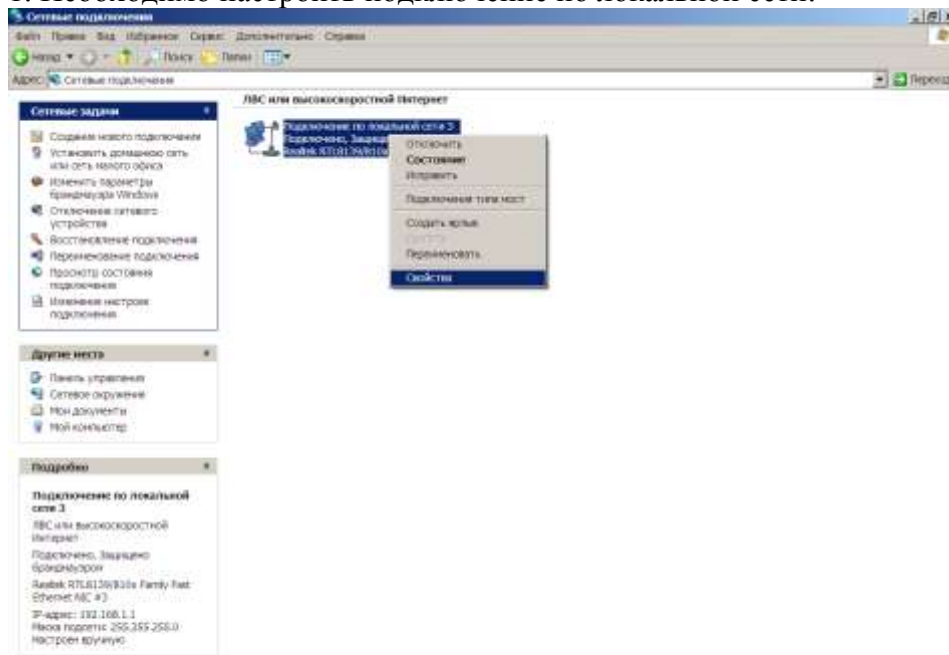 1. Необходимо настроить подключение по локальной сети.
Сетевые подключения
Файл Правка Вид Избранное Сервис Дополнительно Справка
Назад Поиск Папки
Адрес: Сетевые подключения Переход
Сетевые задачи
Создание нового подключения
Установить домашнюю сеть
или сеть малого офиса
Изменить параметры
брандмауэра Windows
Отключение сетевого
устройства
Восстановление подключения
Переименование подключения
Просмотр состояния
подключения
Изменение настроек
подключения
Другие места
Панель управления
Сетевое окружение
Мои документы
Мой компьютер
Подробно
Подключение по локальной
сети 3
ЛВС или высокоскоростной
Интернет
Подключено, Защищено
брандмауэром
Realtek RTL8139/810x Family Fast
Ethernet NIC #3
IP-адрес: 192.168.1.1
Маска подсети: 255.255.255.0
Настроен вручную
ЛВС или высокоскоростной Интернет
Подключение по локальной сети 3
Подключено, Защищено
Realtek RTL8139/810x
Отключить
Состояние
Исправить
Подключения типа мост
Создать ярлык
Удалить
Переименовать
Свойства